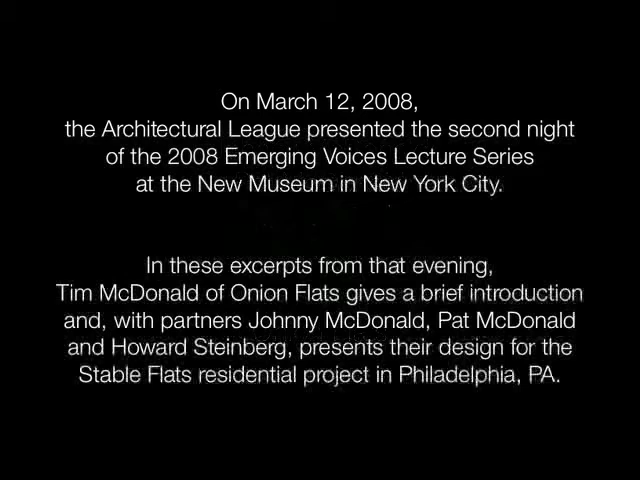 On March 12, 2008,
the Architectural League presented the second night
of the 2008 Emerging Voices Lecture Series
at the New Museum in New York City.
In these excerpts from that evening,
Tim McDonald of Onion Flats gives a brief introduction
and, with partners Johnny McDonald, Pat McDonald
and Howard Steinberg, presents their design for the
Stable Flats residential project in Philadelphia, PA.